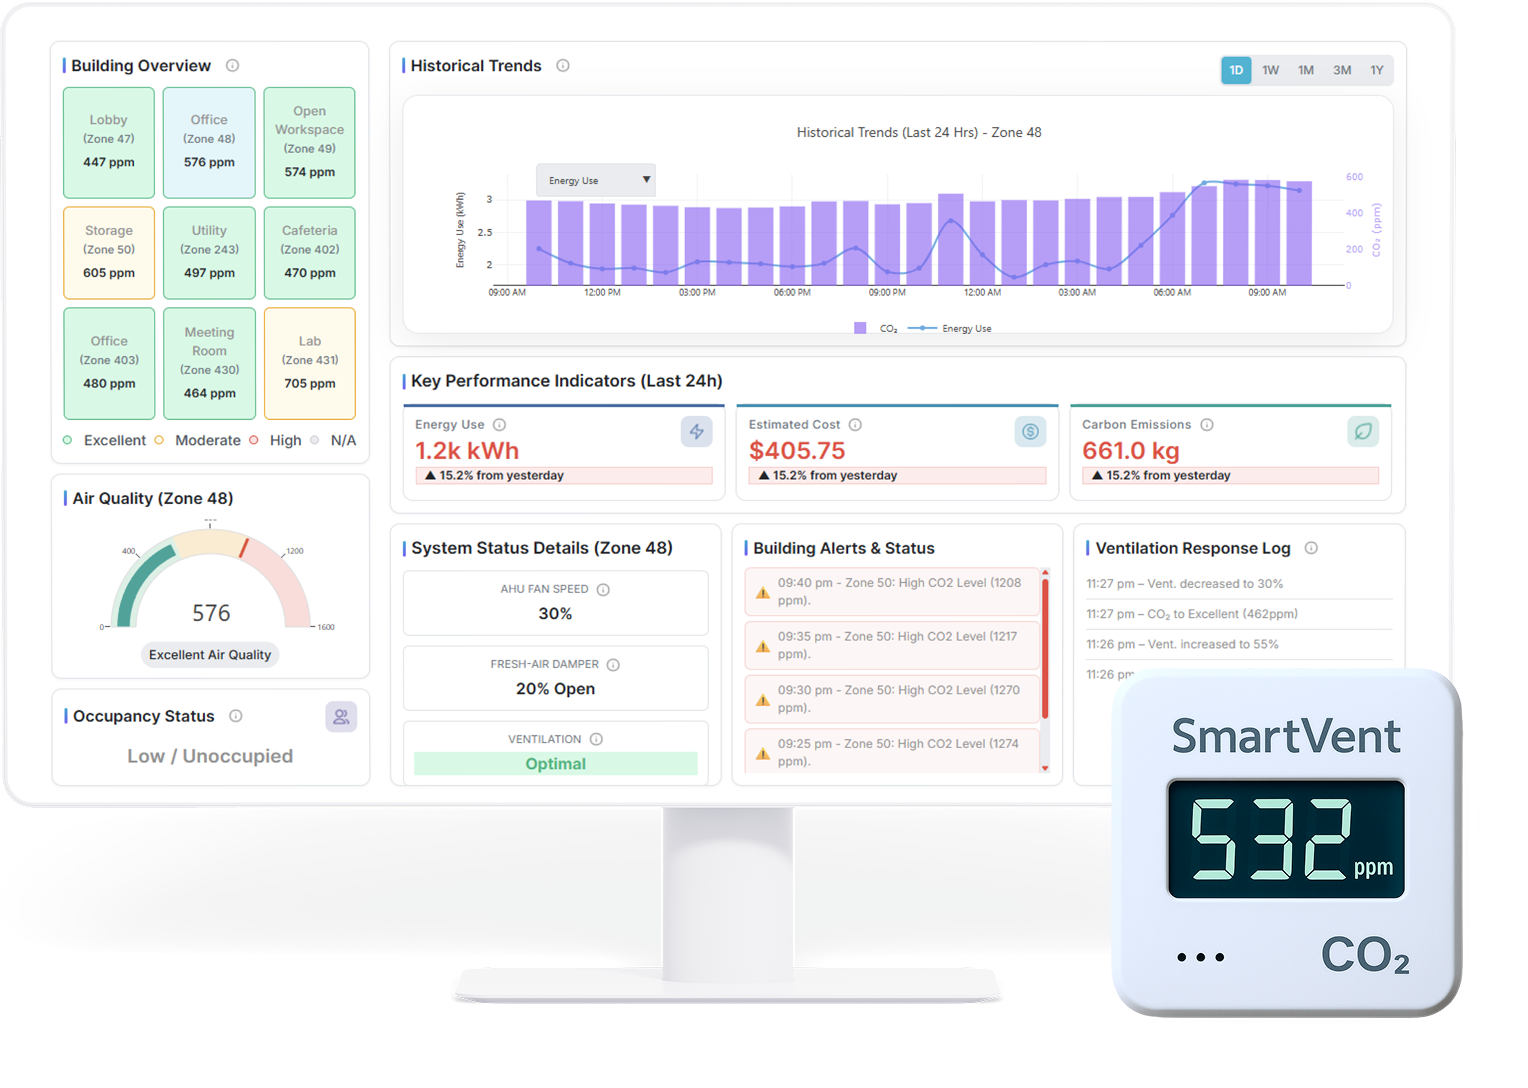 Building Overview
Lobby
(Zone 47)
447 ppm
Office
(Zone 48)
576 ppm
Open
Workspace
(Zone 49)
574 ppm
Storage
(Zone 50)
605 ppm
Utility
(Zone 243)
497 ppm
Cafeteria
(Zone 402)
470 ppm
Office
(Zone 403)
480 ppm
Meeting
Room
(Zone 430)
464 ppm
Lab
(Zone 431)
705 ppm
Excellent Moderate High N/A
Air Quality (Zone 48)
0
400
1200
1600
576
Excellent Air Quality
Occupancy Status
Low / Unoccupied
Historical Trends
1D 1W 1M 3M 1Y
Historical Trends (Last 24 Hrs) - Zone 48
Energy Use ▼
Energy Use (kWh)
3
2.5
2
600
400
200
0
CO₂ (ppm)
09:00 AM 12:00 PM 03:00 PM 06:00 PM 09:00 PM 12:00 AM 03:00 AM 06:00 AM 09:00 AM
CO₂ Energy Use
Key Performance Indicators (Last 24h)
Energy Use
1.2k kWh
▲ 15.2% from yesterday
Estimated Cost
$405.75
▲ 15.2% from yesterday
Carbon Emissions
661.0 kg
▲ 15.2% from yesterday
System Status Details (Zone 48)
AHU FAN SPEED
30%
FRESH-AIR DAMPER
20% Open
VENTILATION
Optimal
Building Alerts & Status
09:40 pm - Zone 50: High CO2 Level (1208
ppm).
09:35 pm - Zone 50: High CO2 Level (1217
ppm).
09:30 pm - Zone 50: High CO2 Level (1270
ppm).
09:25 pm - Zone 50: High CO2 Level (1274
ppm).
Ventilation Response Log
11:27 pm – Vent. decreased to 30%
11:27 pm – CO₂ to Excellent (462ppm)
11:26 pm – Vent. increased to 55%
11:26 pm
SmartVent
532 ppm
CO₂